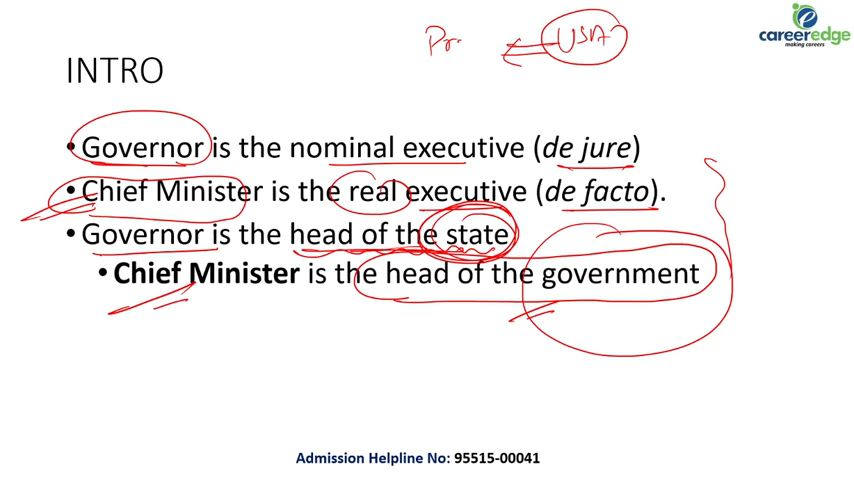 Pr
USA
careeredge
making careers
INTRO
• Governor is the nominal executive (de jure)
• Chief Minister is the real executive (de facto).
• Governor is the head of the state
• Chief Minister is the head of the government
Admission Helpline No: 95515-00041